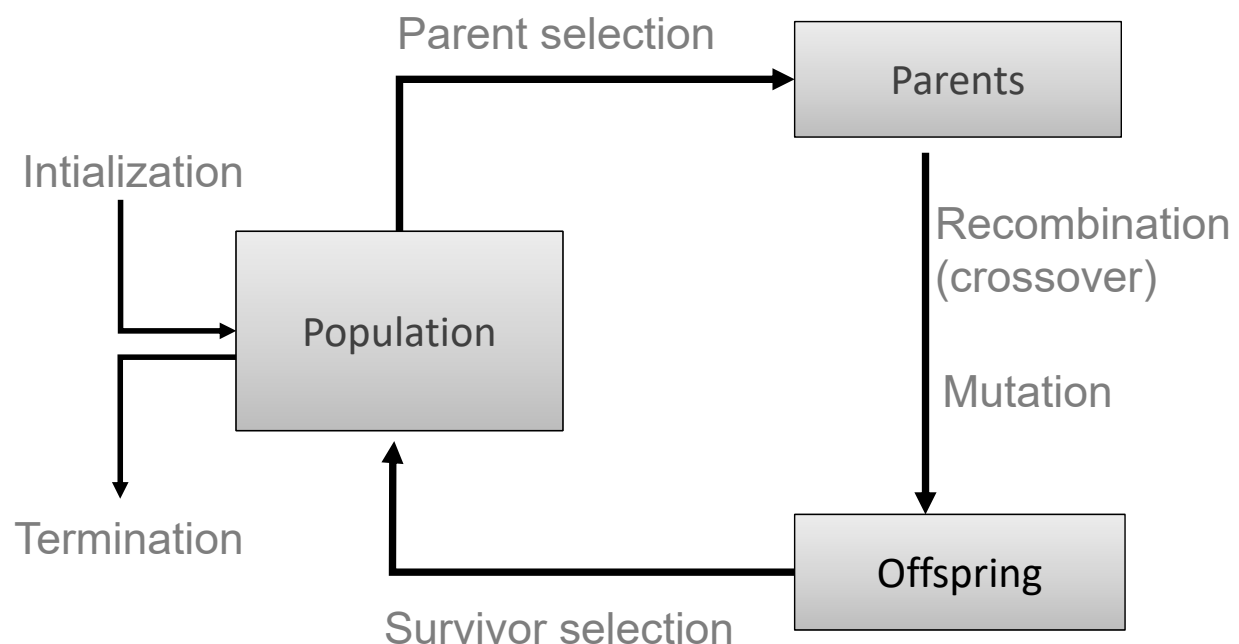 Parent selection
Parents
Intialization
Recombination
(crossover)
Population
Mutation
Termination
Offspring
Survivor selection